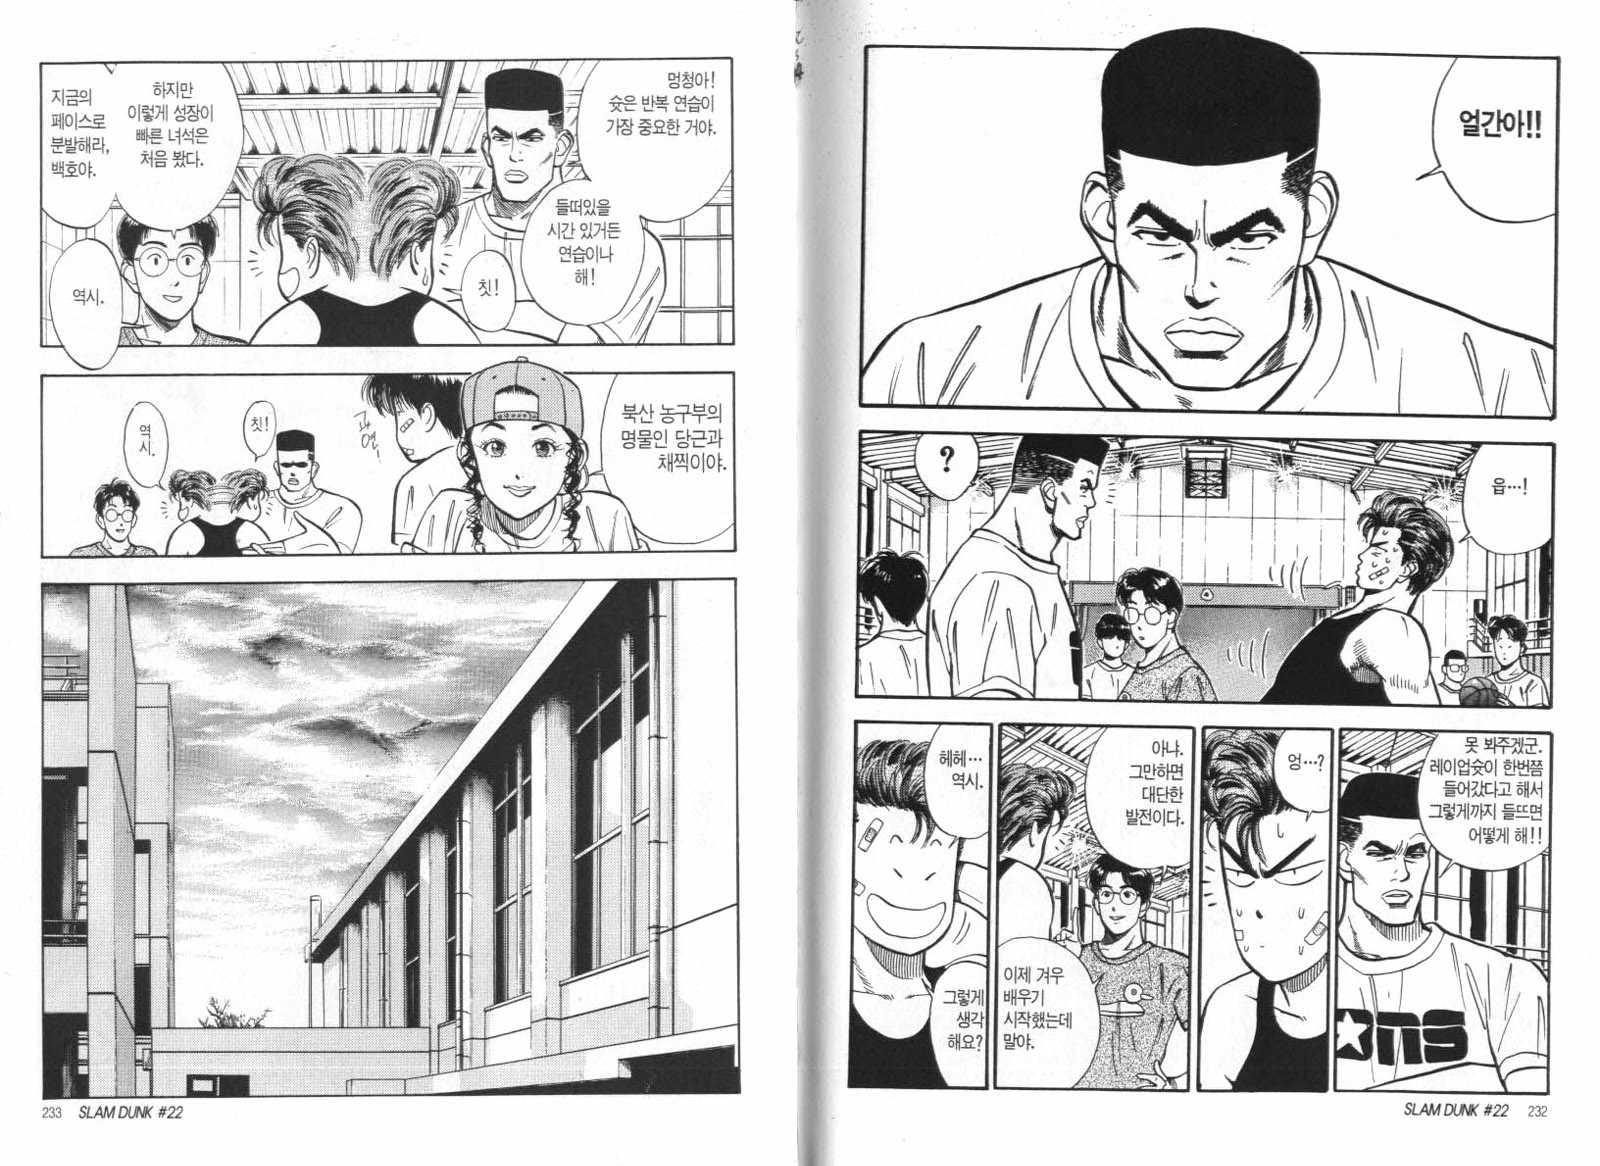 얼간아!!
읍…!
?
못 봐주겠군.
레이업슛이 한번쯤
들어갔다고 해서
그렇게까지 들뜨면
어떻게 해!!
엉…?
아냐.
그만하면
대단한
발전이다.
이제 겨우
배우기
시작했는데
말야.
헤헤…
역시.
그렇게
생각
해요?
SLAM DUNK #22 232
멍청아!
슛은 반복 연습이
가장 중요한 거야.
들떠있을
시간 있거든
연습이나
해!
칫!
하지만
이렇게 성장이
빠른 녀석은
처음 봤다.
지금의
페이스로
분발해라,
백호야.
역시.
북산 농구부의
명물인 당근과
채찍이야.
과연
칫!
역
시.
233 SLAM DUNK #22